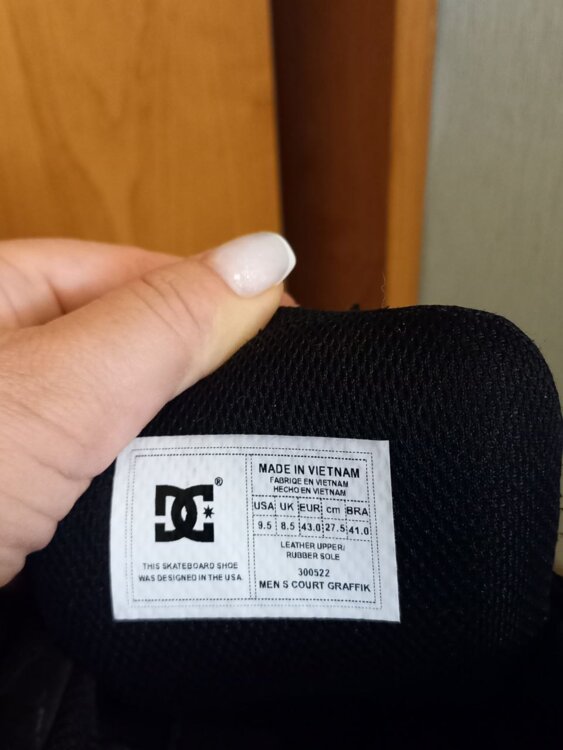 DC®
THIS SKATEBOARD SHOE
WAS DESIGNED IN THE USA
MADE IN VIETNAM
FABRIQE EN VIETNAM
HECHO EN VIETNAM
USA UK EUR cm BRA
9.5 8.5 43.0 27.5 41.0
LEATHER UPPER/
RUBBER SOLE
300522
MEN S COURT GRAFFIK